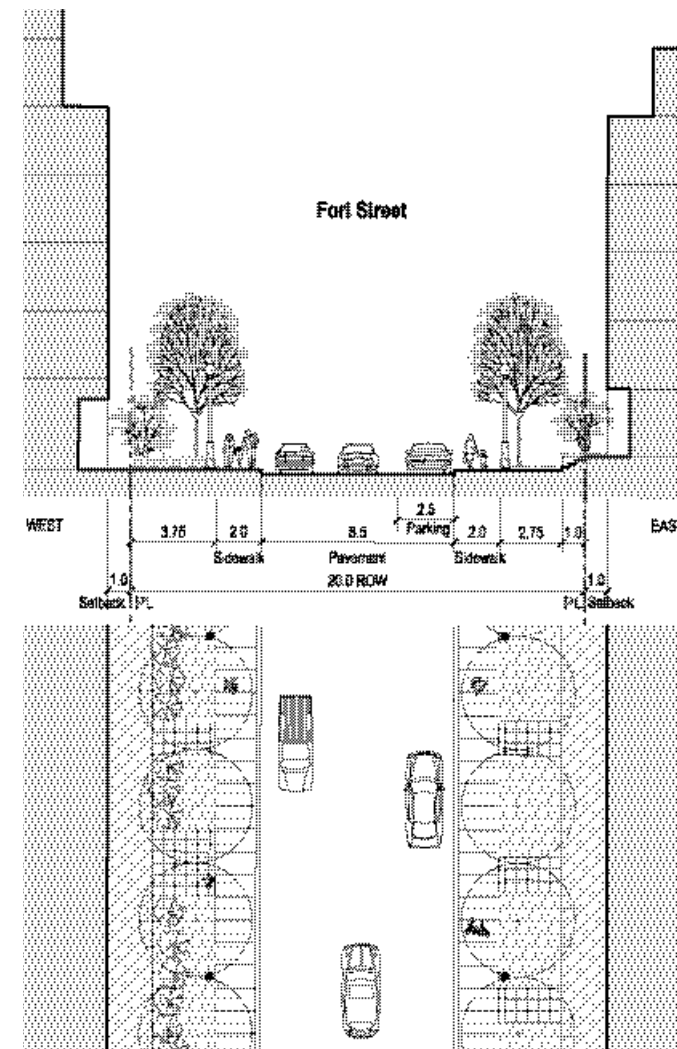 Fort Street
2.5
WEST 3.75 2.0 8.5 Parking 2.0 2.75 1.0 EAST
Sidewalk Pavement Sidewalk
1.0 20.0 ROW 1.0
Setback PL PL Setback